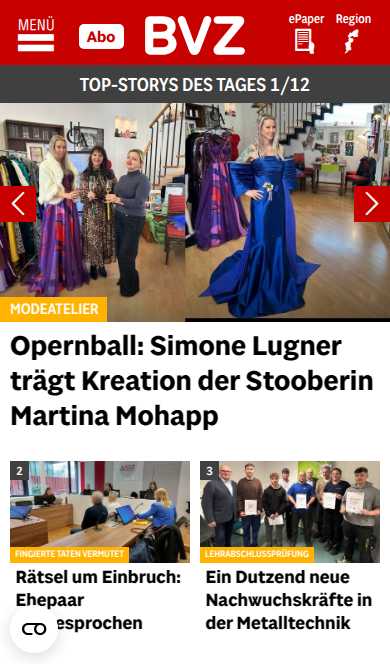 MENÜ
Abo
BVZ
ePaper
Region
TOP-STORYS DES TAGES 1/12
MODEATELIER
Opernball: Simone Lugner
trägt Kreation der Stooberin
Martina Mohapp
2
FINGIERTE TATEN VERMUTET
Rätsel um Einbruch:
Ehepaar
3
LEHRABSCHLUSSPRÜFUNG
Ein Dutzend neue
Nachwuchskräfte in
der Metalltechnik